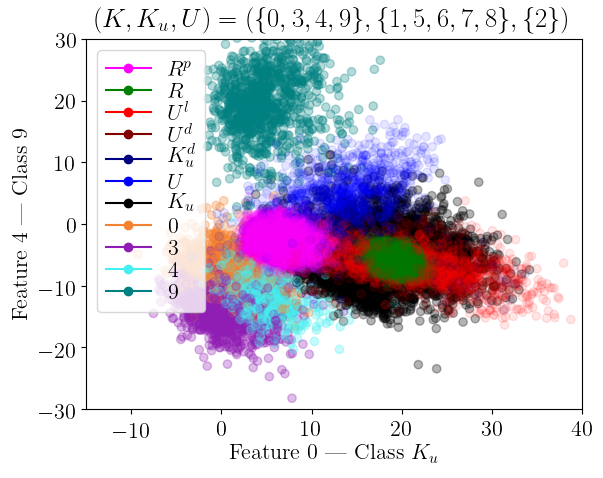 (K, K_u, U) = ({0, 3, 4, 9}, {1, 5, 6, 7, 8}, {2})
30
20
10
0
−10
−20
−30
Feature 4 — Class 9
R^p
R
U^l
U^d
K_u^d
U
K_u
0
3
4
9
−10 0 10 20 30 40
Feature 0 — Class K_u